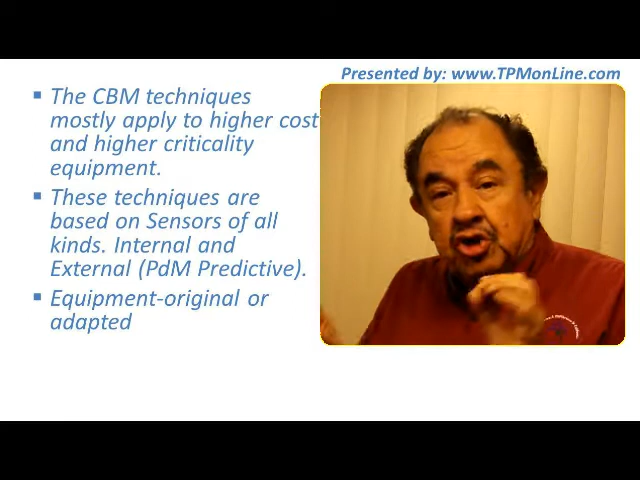 Presented by: www.TPMonLine.com
▪ The CBM techniques
mostly apply to higher cost
and higher criticality
equipment.
▪ These techniques are
based on Sensors of all
kinds. Internal and
External (PdM Predictive).
▪ Equipment-original or
adapted